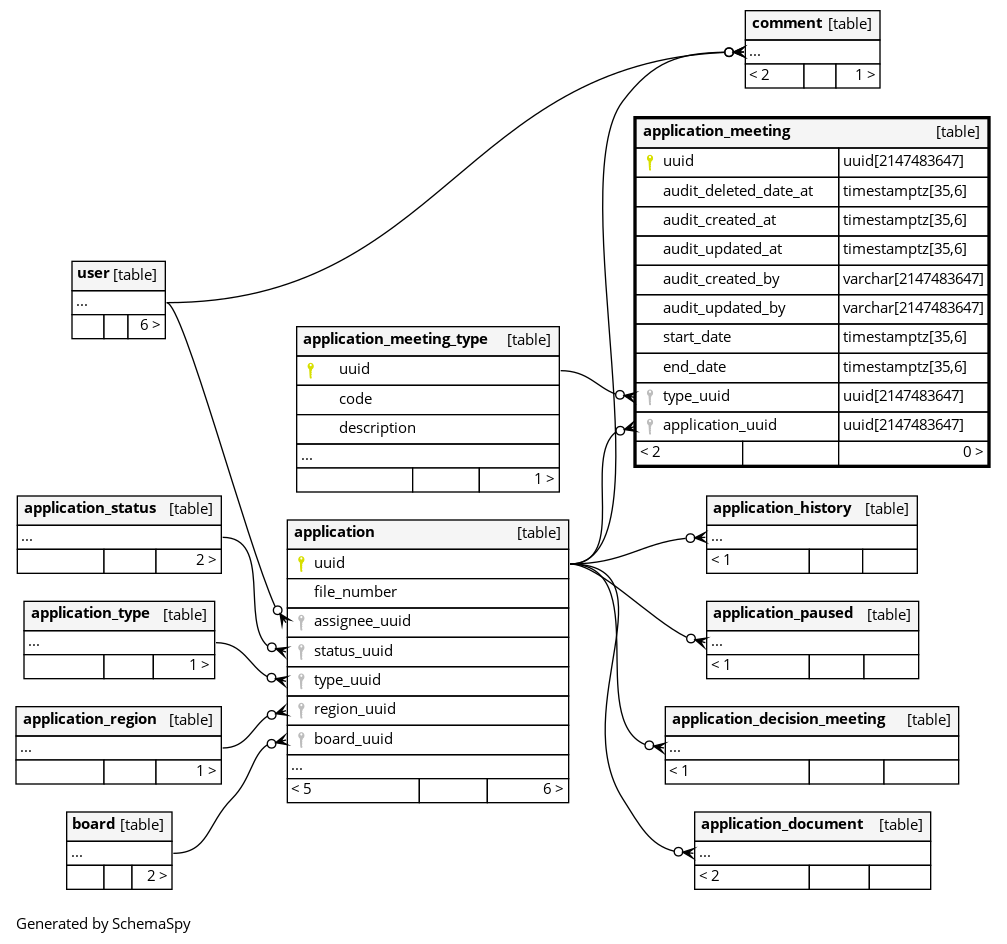 comment [table]
...
< 2 1 >
application_meeting [table]
uuid uuid[2147483647]
audit_deleted_date_at timestamptz[35,6]
audit_created_at timestamptz[35,6]
audit_updated_at timestamptz[35,6]
audit_created_by varchar[2147483647]
audit_updated_by varchar[2147483647]
start_date timestamptz[35,6]
end_date timestamptz[35,6]
type_uuid uuid[2147483647]
application_uuid uuid[2147483647]
< 2 0 >
user [table]
...
6 >
application_meeting_type [table]
uuid
code
description
...
1 >
application_status [table]
...
2 >
application_type [table]
...
1 >
application_region [table]
...
1 >
board [table]
...
2 >
application [table]
uuid
file_number
assignee_uuid
status_uuid
type_uuid
region_uuid
board_uuid
...
< 5 6 >
application_history [table]
...
< 1
application_paused [table]
...
< 1
application_decision_meeting [table]
...
< 1
application_document [table]
...
< 2
Generated by SchemaSpy